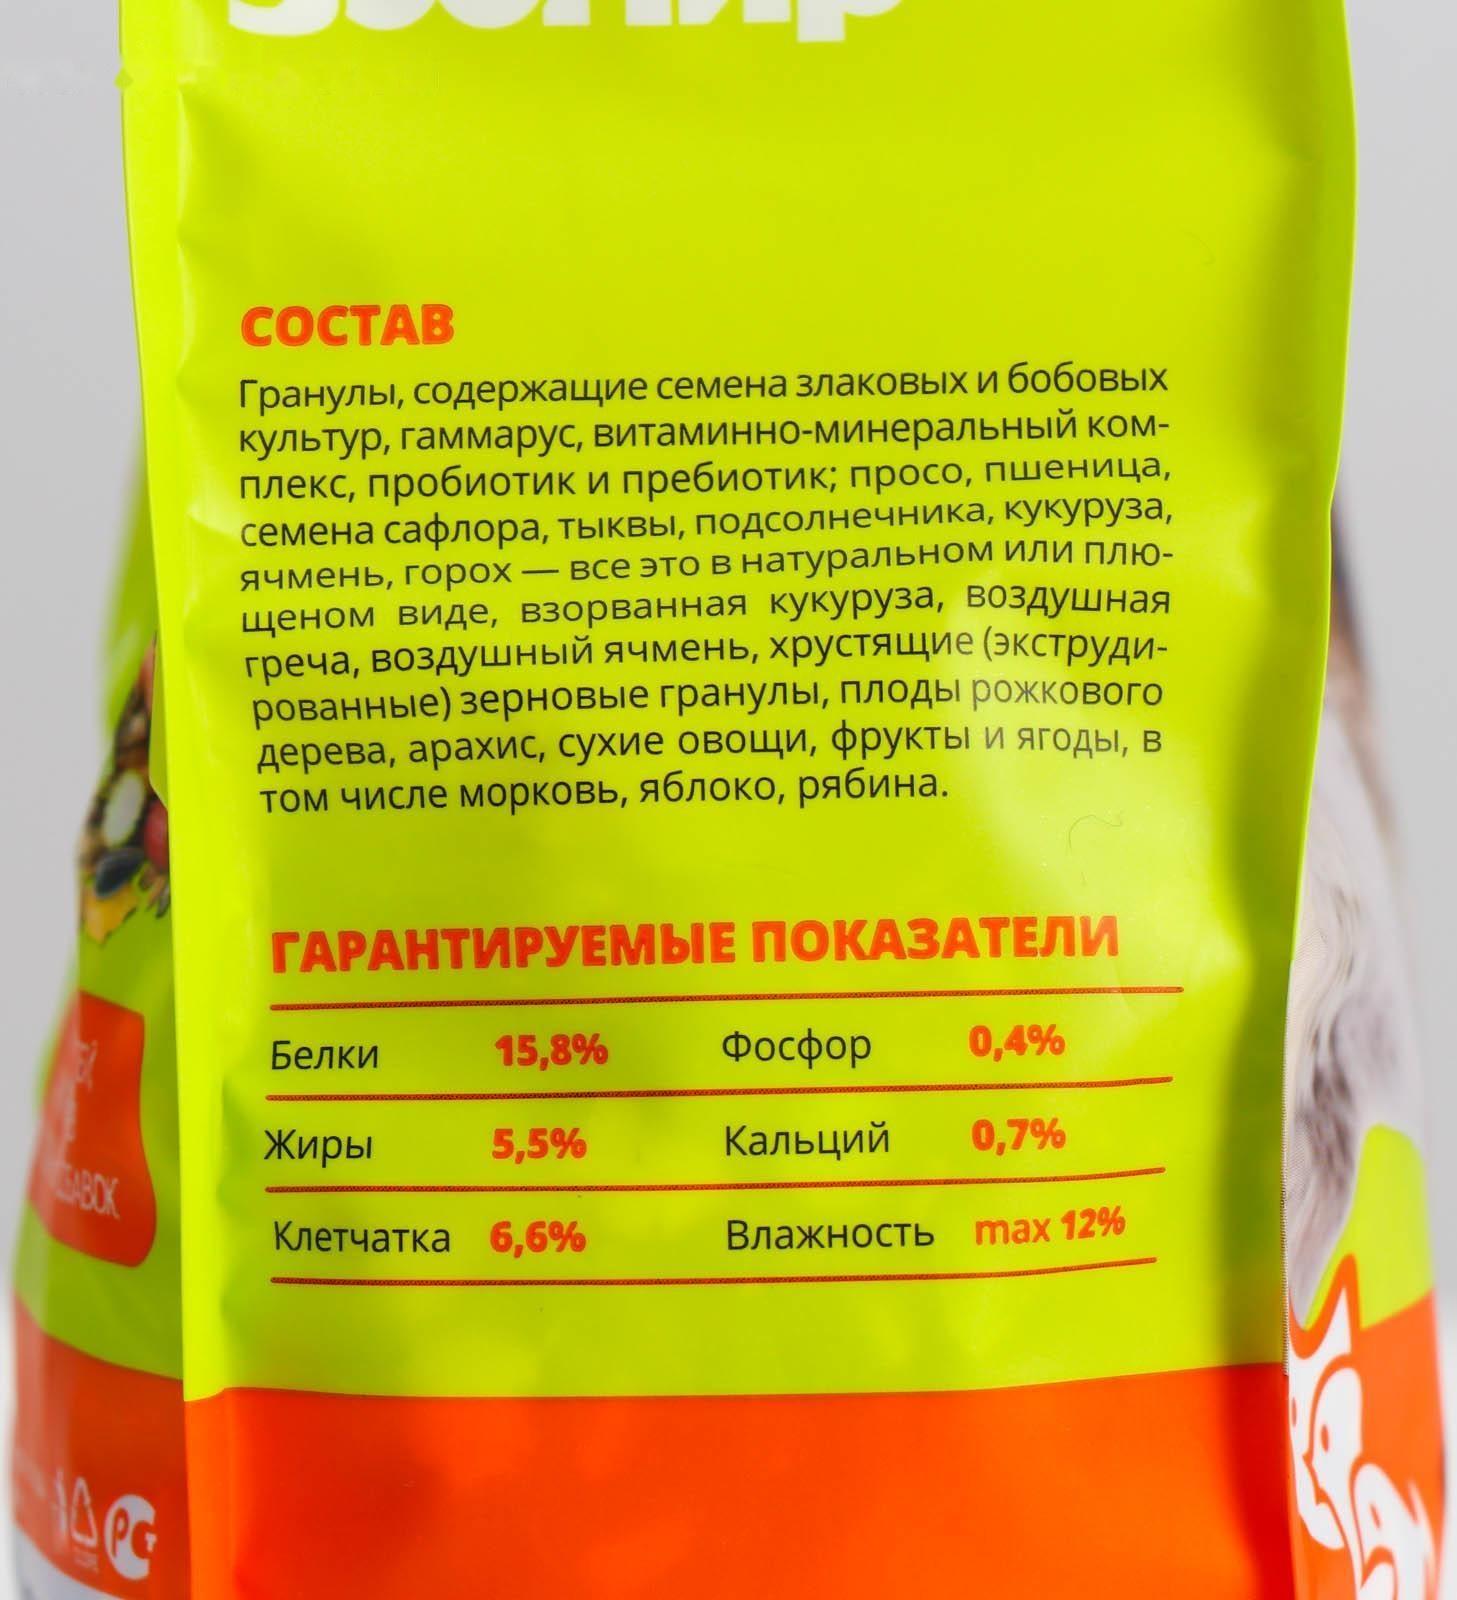 СОСТАВ
Гранулы, содержащие семена злаковых и бобовых
культур, гаммарус, витаминно-минеральный ком-
плекс, пробиотик и пребиотик; просо, пшеница,
семена сафлора, тыквы, подсолнечника, кукуруза,
ячмень, горох — все это в натуральном или плю-
щеном виде, взорванная кукуруза, воздушная
греча, воздушный ячмень, хрустящие (экструди-
рованные) зерновые гранулы, плоды рожкового
дерева, арахис, сухие овощи, фрукты и ягоды, в
том числе морковь, яблоко, рябина.
ГАРАНТИРУЕМЫЕ ПОКАЗАТЕЛИ
Белки 15,8% Фосфор 0,4%
Жиры 5,5% Кальций 0,7%
Клетчатка 6,6% Влажность max 12%